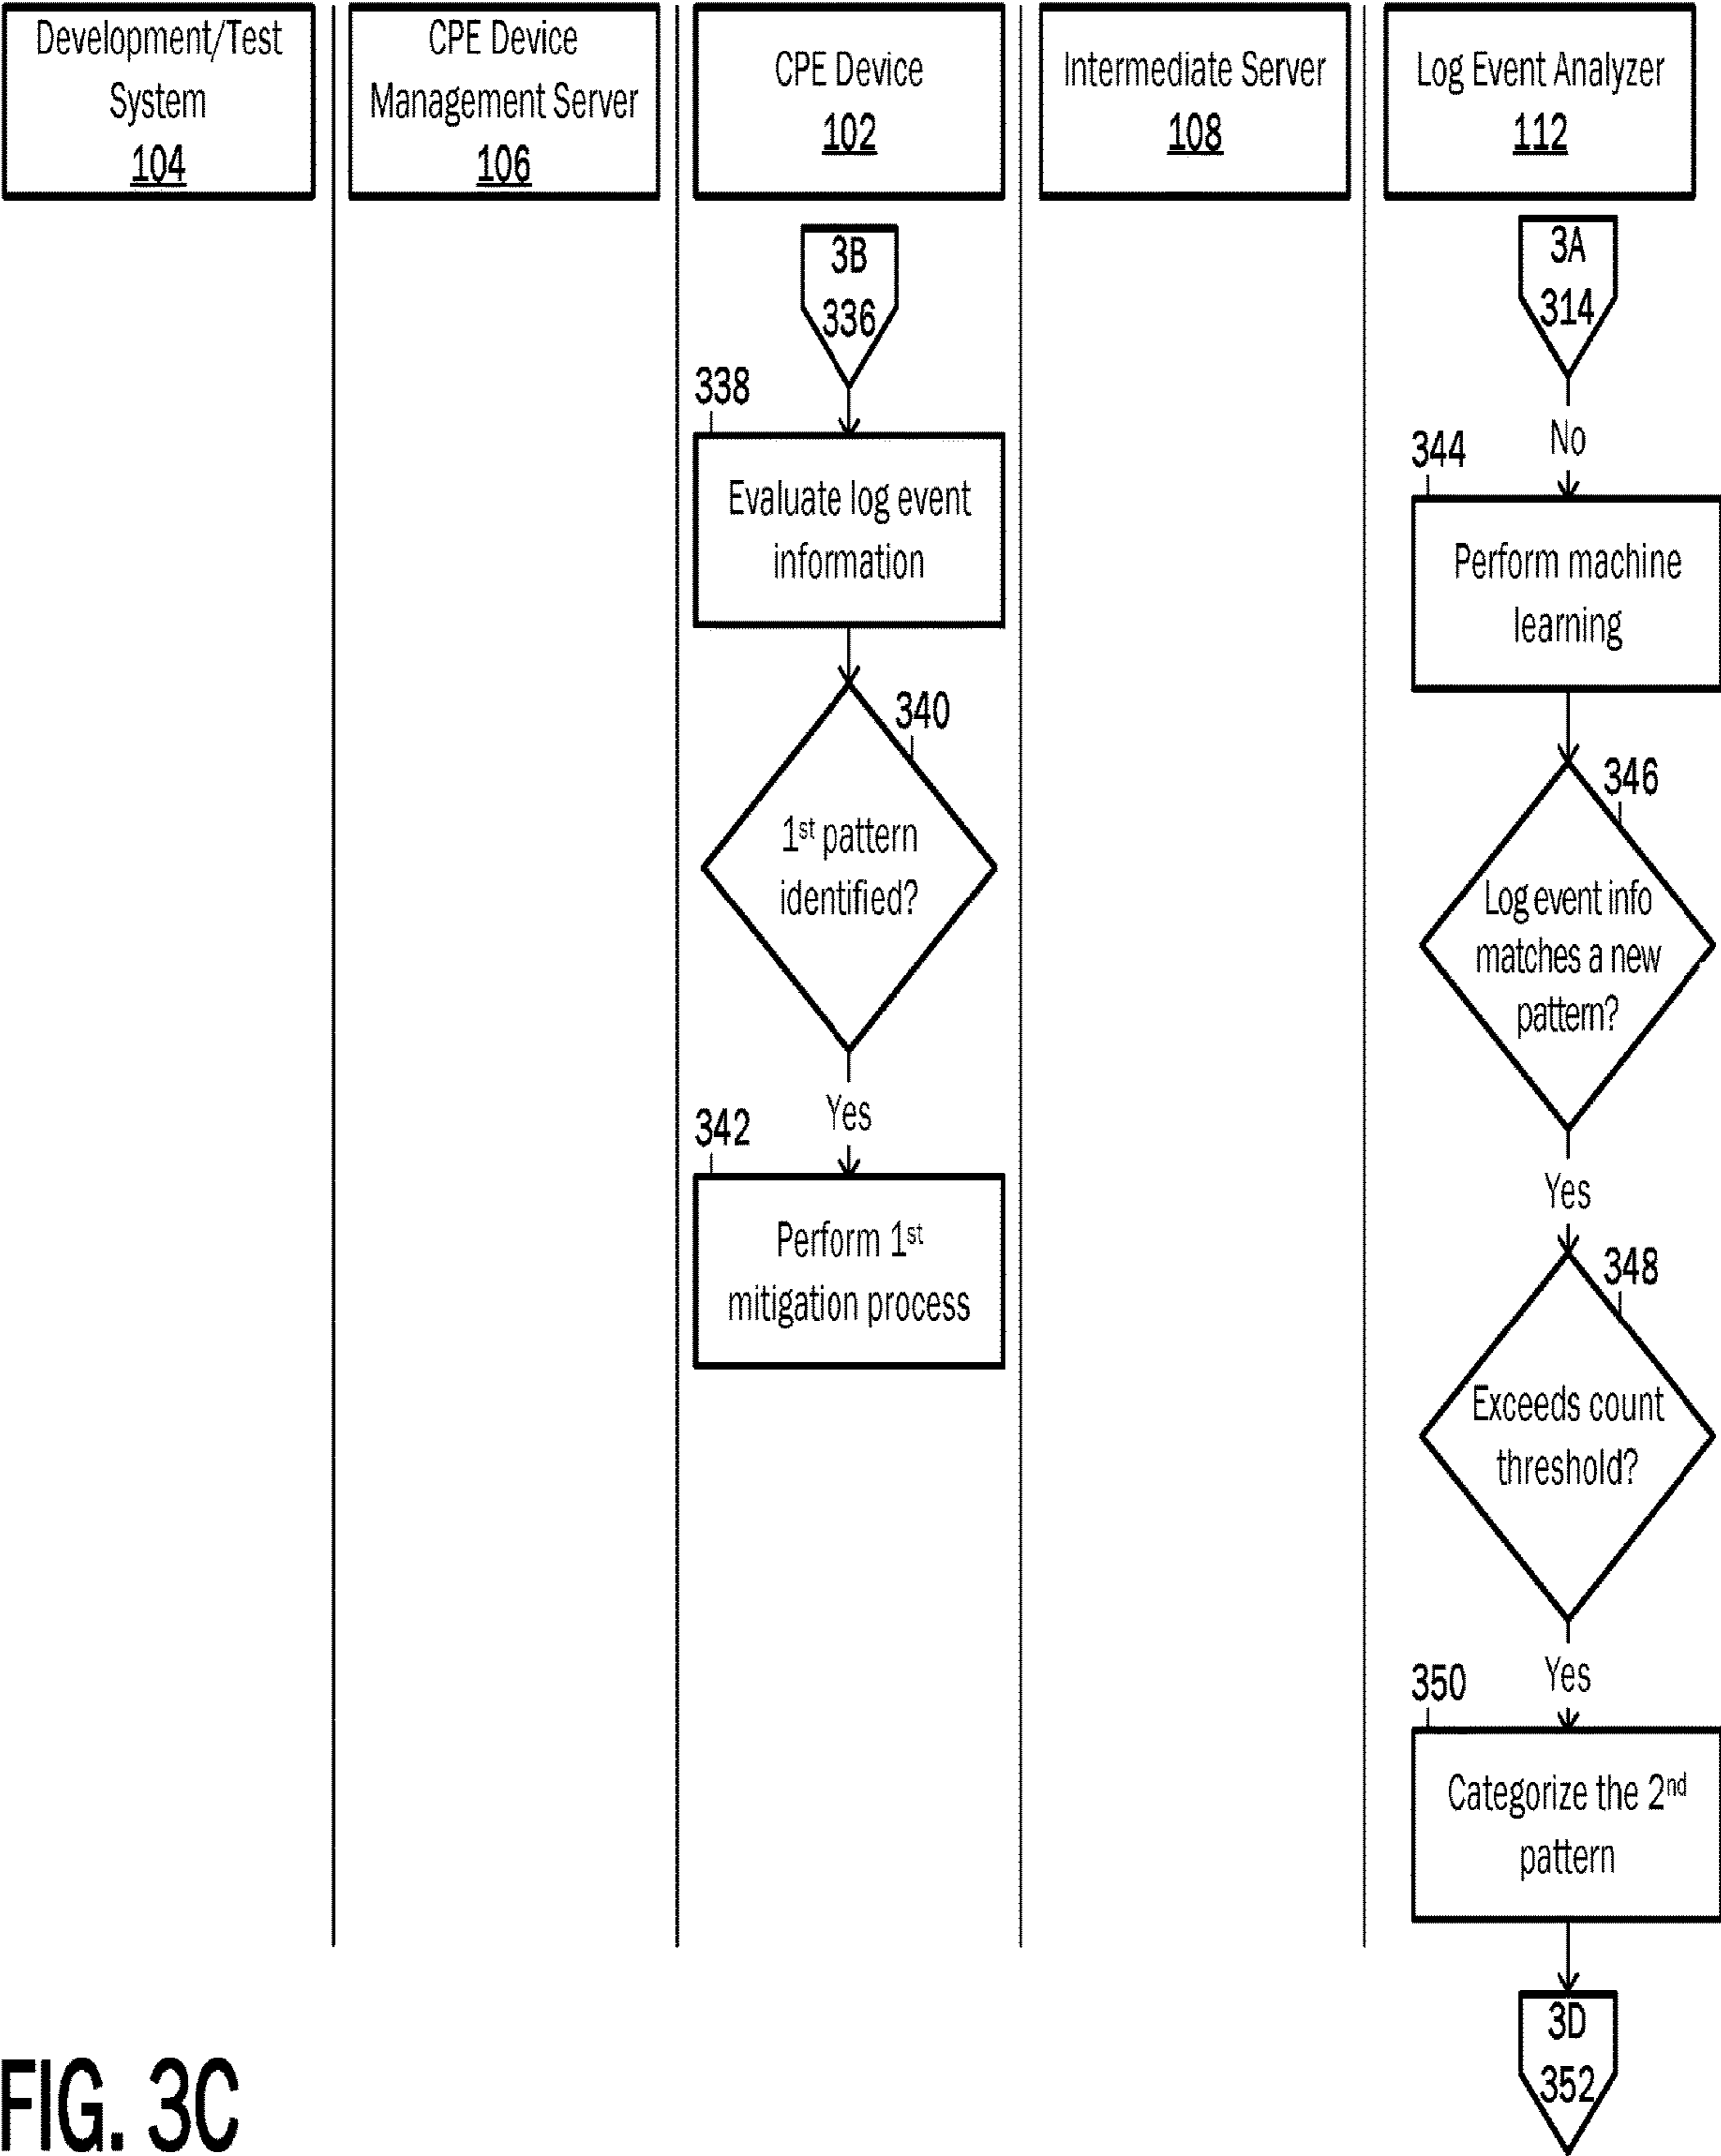 Development/Test
System
104
CPE Device
Management Server
106
CPE Device
102
Intermediate Server
108
Log Event Analyzer
112
3B
336
338
Evaluate log event
information
340
1st pattern
identified?
Yes
342
Perform 1st
mitigation process
3A
314
No
344
Perform machine
learning
346
Log event info
matches a new
pattern?
Yes
348
Exceeds count
threshold?
Yes
350
Categorize the 2nd
pattern
3D
352
FIG. 3C